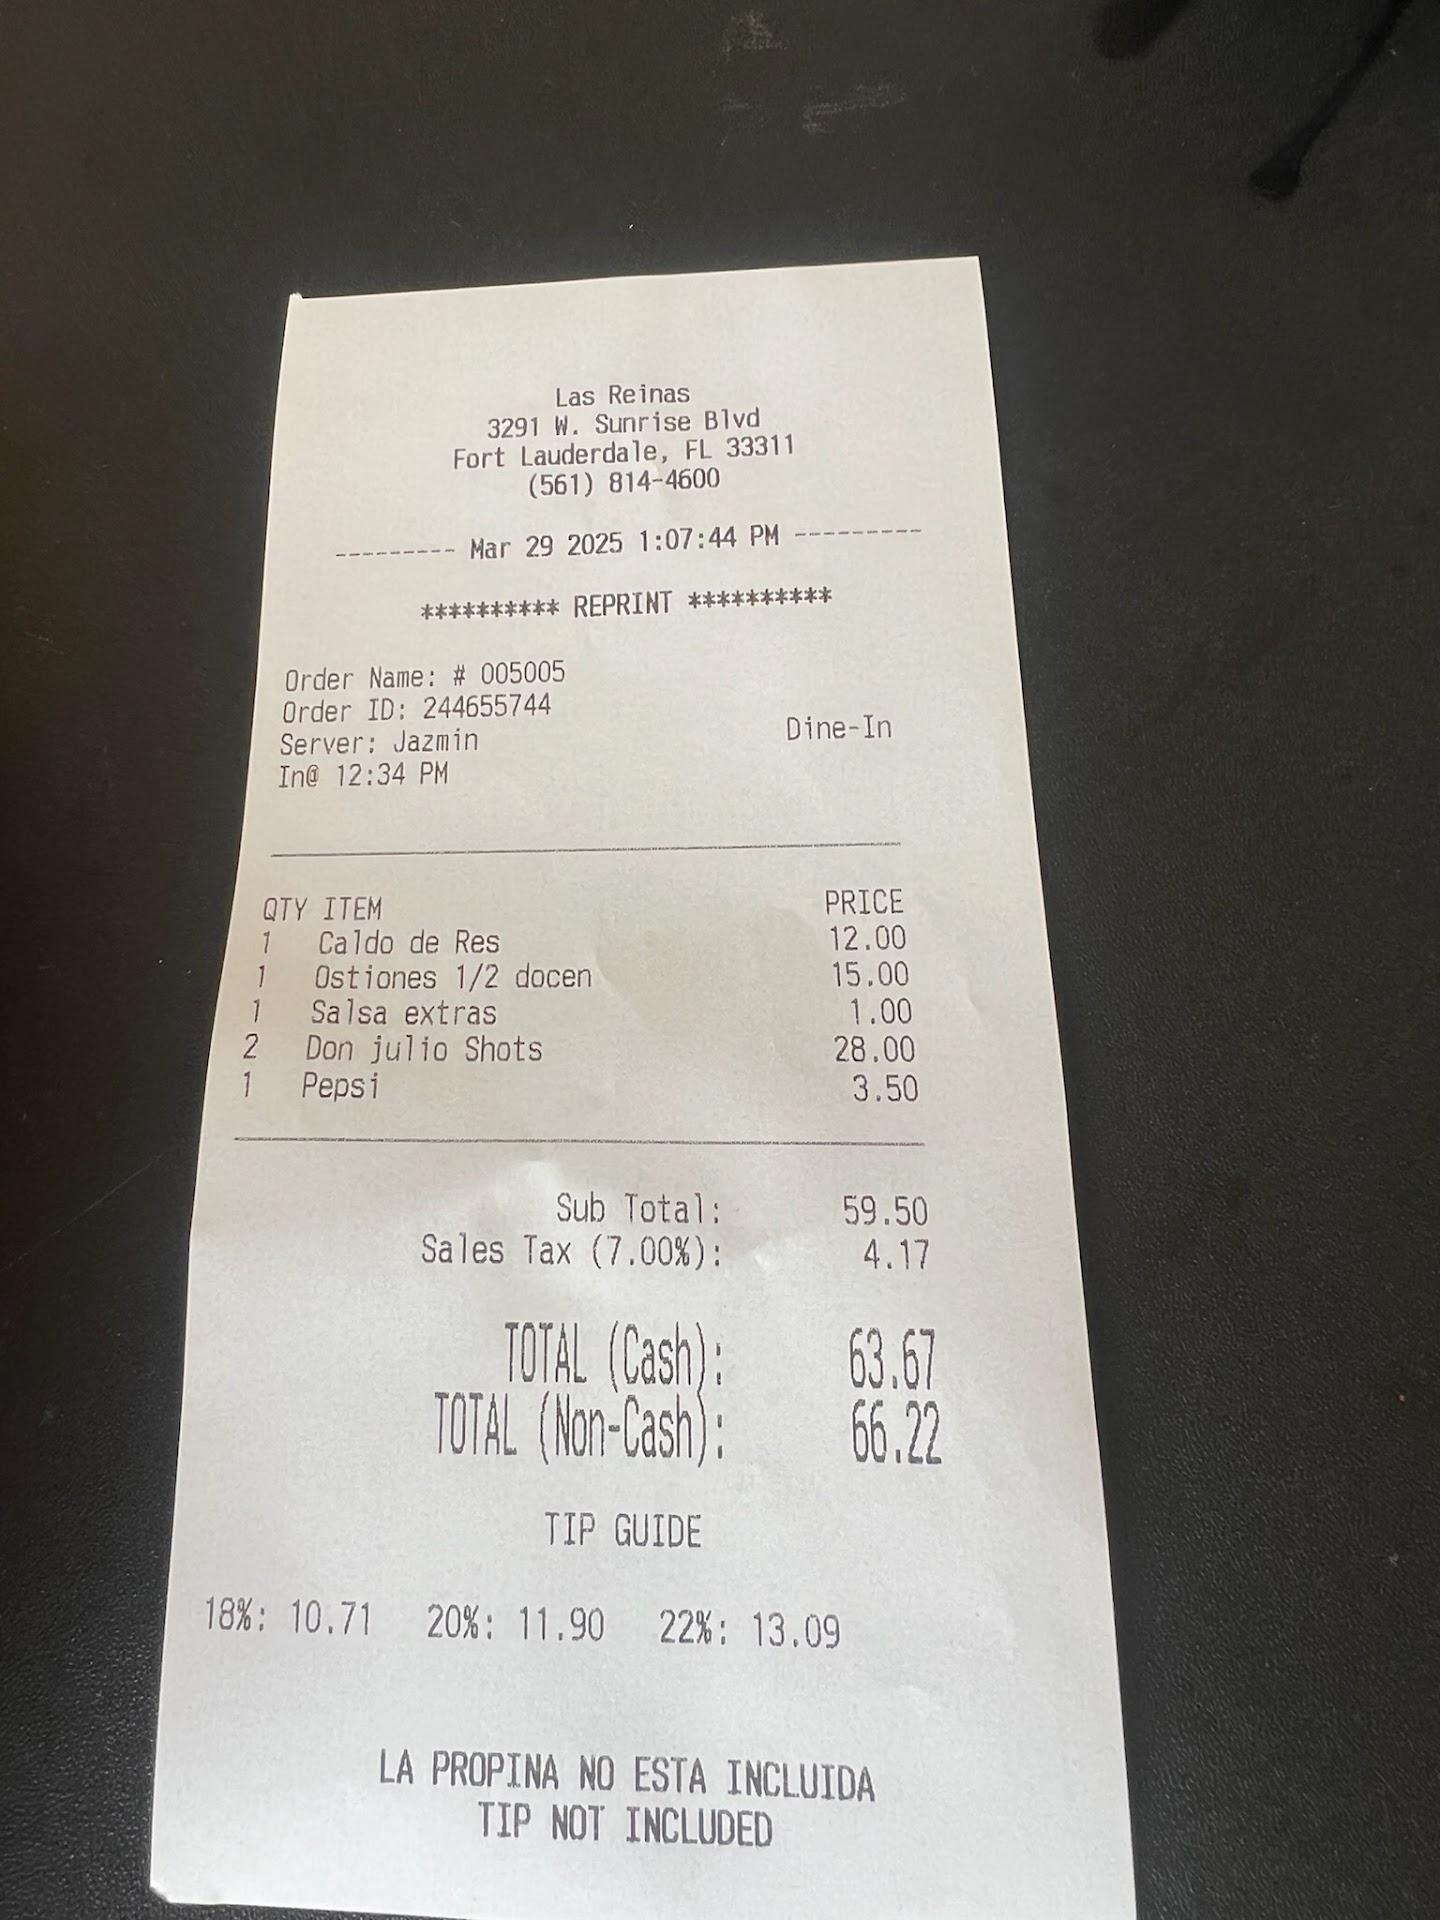 Las Reinas
3291 W. Sunrise Blvd
Fort Lauderdale, FL 33311
(561) 814-4600
--------- Mar 29 2025 1:07:44 PM ---------
********** REPRINT **********
Order Name: # 005005
Order ID: 244655744
Server: Jazmin Dine-In
In@ 12:34 PM
QTY ITEM PRICE
1 Caldo de Res 12.00
1 Ostiones 1/2 docen 15.00
1 Salsa extras 1.00
2 Don julio Shots 28.00
1 Pepsi 3.50
Sub Total: 59.50
Sales Tax (7.00%): 4.17
TOTAL (Cash): 63.67
TOTAL (Non-Cash): 66.22
TIP GUIDE
18%: 10.71 20%: 11.90 22%: 13.09
LA PROPINA NO ESTA INCLUIDA
TIP NOT INCLUDED